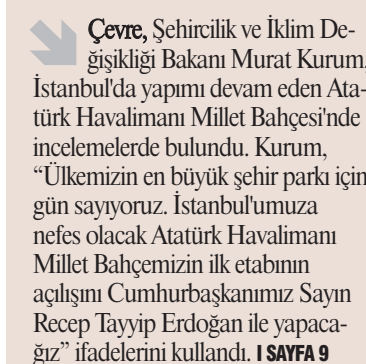 Çevre, Şehircilik ve İklim De-
ğişikliği Bakanı Murat Kurum,
İstanbul'da yapımı devam eden Ata-
türk Havalimanı Millet Bahçesi'nde
incelemelerde bulundu. Kurum,
“Ülkemizin en büyük şehir parkı için
gün sayıyoruz. İstanbul'umuza
nefes olacak Atatürk Havalimanı
Millet Bahçemizin ilk etabının
açılışını Cumhurbaşkanımız Sayın
Recep Tayyip Erdoğan ile yapaca-
ğız” ifadelerini kullandı. I SAYFA 9